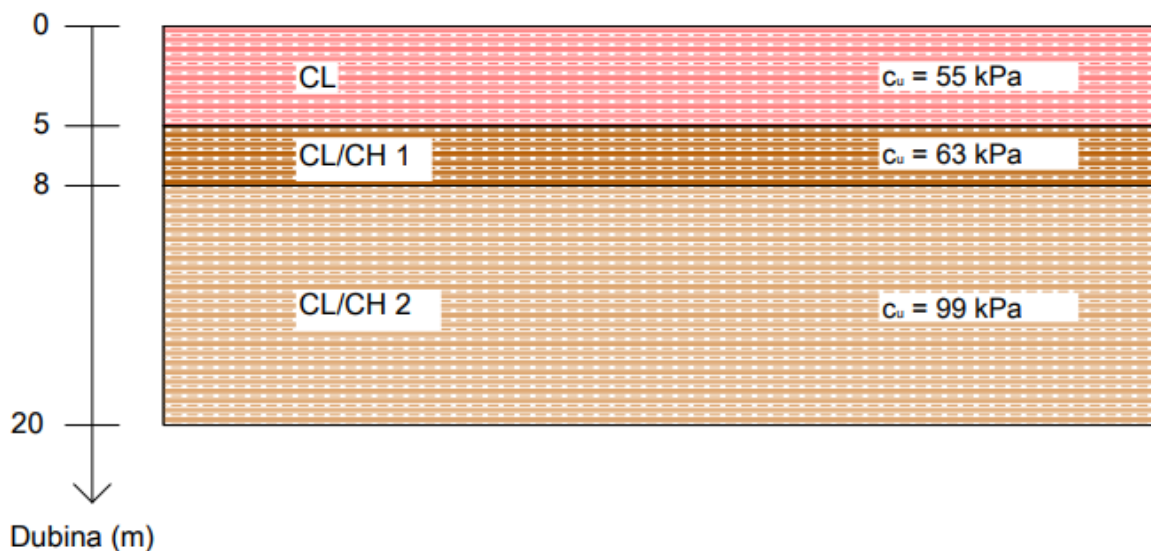 0
CL
cᵤ = 55 kPa
5
CL/CH 1
cᵤ = 63 kPa
8
CL/CH 2
cᵤ = 99 kPa
20
Dubina (m)